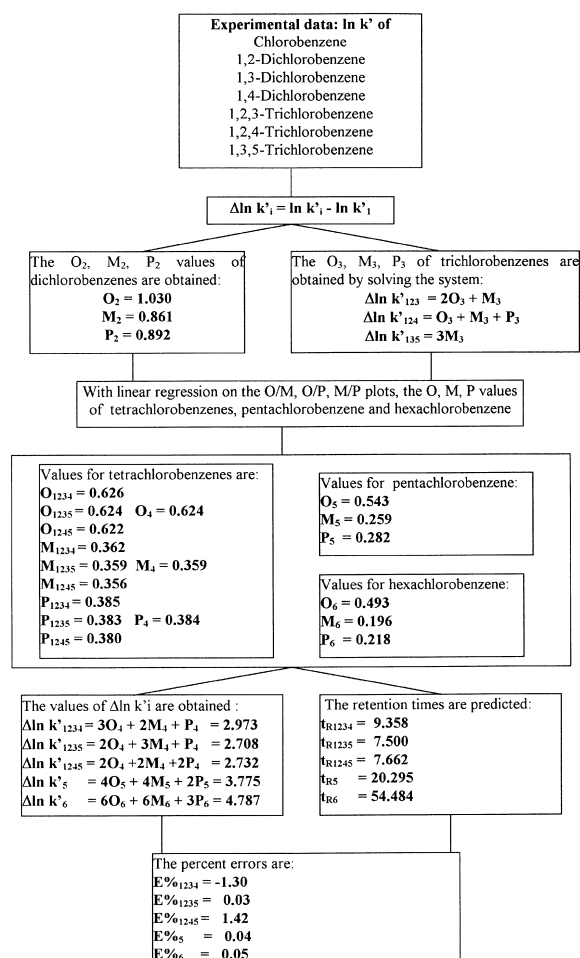 Experimental data: ln k' of
Chlorobenzene
1,2-Dichlorobenzene
1,3-Dichlorobenzene
1,4-Dichlorobenzene
1,2,3-Trichlorobenzene
1,2,4-Trichlorobenzene
1,3,5-Trichlorobenzene
Δln k'ᵢ = ln k'ᵢ - ln k'₁
The O₂, M₂, P₂ values of
dichlorobenzenes are obtained:
O₂ = 1.030
M₂ = 0.861
P₂ = 0.892
The O₃, M₃, P₃ of trichlorobenzenes are
obtained by solving the system:
Δln k'₁₂₃ = 2O₃ + M₃
Δln k'₁₂₄ = O₃ + M₃ + P₃
Δln k'₁₃₅ = 3M₃
With linear regression on the O/M, O/P, M/P plots, the O, M, P values
of tetrachlorobenzenes, pentachlorobenzene and hexachlorobenzene
Values for tetrachlorobenzenes are:
O₁₂₃₄ = 0.626
O₁₂₃₅ = 0.624 O₄ = 0.624
O₁₂₄₅ = 0.622
M₁₂₃₄ = 0.362
M₁₂₃₅ = 0.359 M₄ = 0.359
M₁₂₄₅ = 0.356
P₁₂₃₄ = 0.385
P₁₂₃₅ = 0.383 P₄ = 0.384
P₁₂₄₅ = 0.380
Values for pentachlorobenzene:
O₅ = 0.543
M₅ = 0.259
P₅ = 0.282
Values for hexachlorobenzene:
O₆ = 0.493
M₆ = 0.196
P₆ = 0.218
The values of Δln k'i are obtained :
Δln k'₁₂₃₄ = 3O₄ + 2M₄ + P₄ = 2.973
Δln k'₁₂₃₅ = 2O₄ + 3M₄ + P₄ = 2.708
Δln k'₁₂₄₅ = 2O₄ +2M₄ +2P₄ = 2.732
Δln k'₅ = 4O₅ + 4M₅ + 2P₅ = 3.775
Δln k'₆ = 6O₆ + 6M₆ + 3P₆ = 4.787
The retention times are predicted:
tR1234 = 9.358
tR1235 = 7.500
tR1245 = 7.662
tR5 = 20.295
tR6 = 54.484
The percent errors are:
E%₁₂₃₄ = -1.30
E%₁₂₃₅ = 0.03
E%₁₂₄₅ = 1.42
E%₅ = 0.04
E%₆ = 0.05